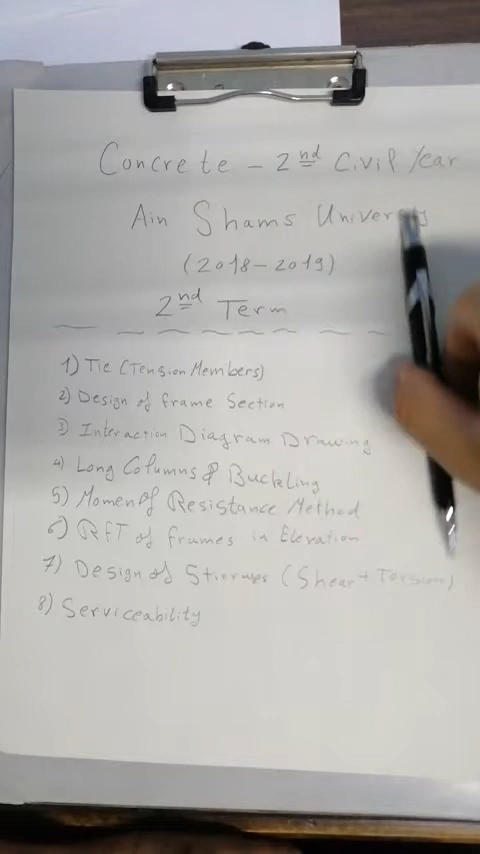 Concrete - 2nd Civil Year
Ain Shams University
(2018-2019)
2nd Term
1) Tie (Tension Members)
2) Design of frame Section
3) Interaction Diagram Drawing
4) Long Columns & Buckling
5) Moment of Resistance Method
6) RFT of frames in Elevation
7) Design of Stirrups (Shear + Torsion)
8) Serviceability